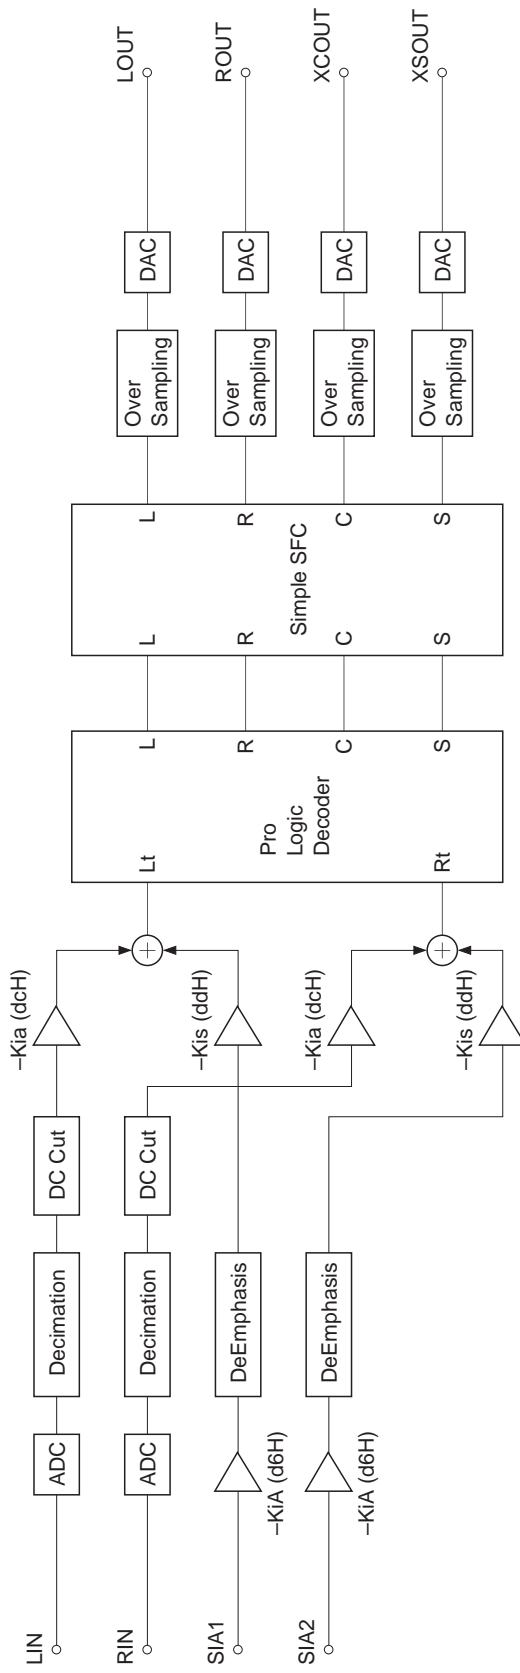 LIN
ADC
Decimation
DC Cut
–Kia (dcH)
RIN
ADC
Decimation
DC Cut
–Kia (dcH)
SIA1
–KiA (d6H)
DeEmphasis
–Kis (ddH)
SIA2
–KiA (d6H)
DeEmphasis
–Kis (ddH)
+
+
Lt
Rt
Pro
Logic
Decoder
L
R
C
S
L
R
C
S
Simple SFC
L
R
C
S
Over
Sampling
DAC
LOUT
Over
Sampling
DAC
ROUT
Over
Sampling
DAC
XCOUT
Over
Sampling
DAC
XSOUT